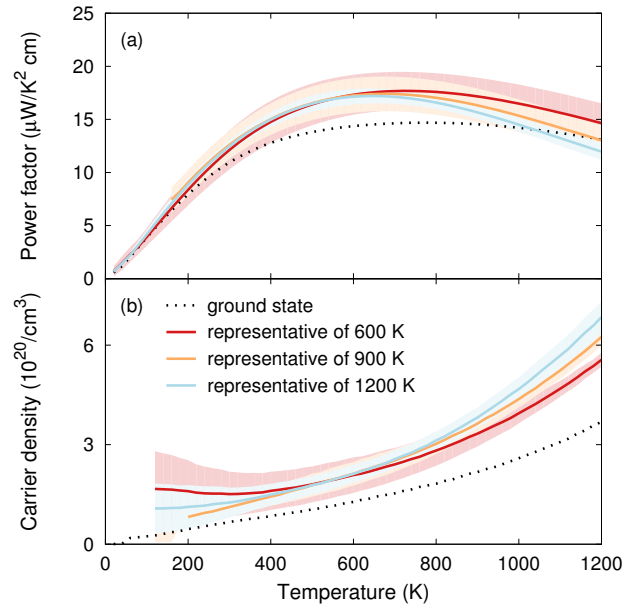 25
(a)
20
15
10
5
0
Power factor (μW/K² cm)
(b)
ground state
representative of 600 K
representative of 900 K
representative of 1200 K
6
3
0
Carrier density (10²⁰/cm³)
0 200 400 600 800 1000 1200
Temperature (K)